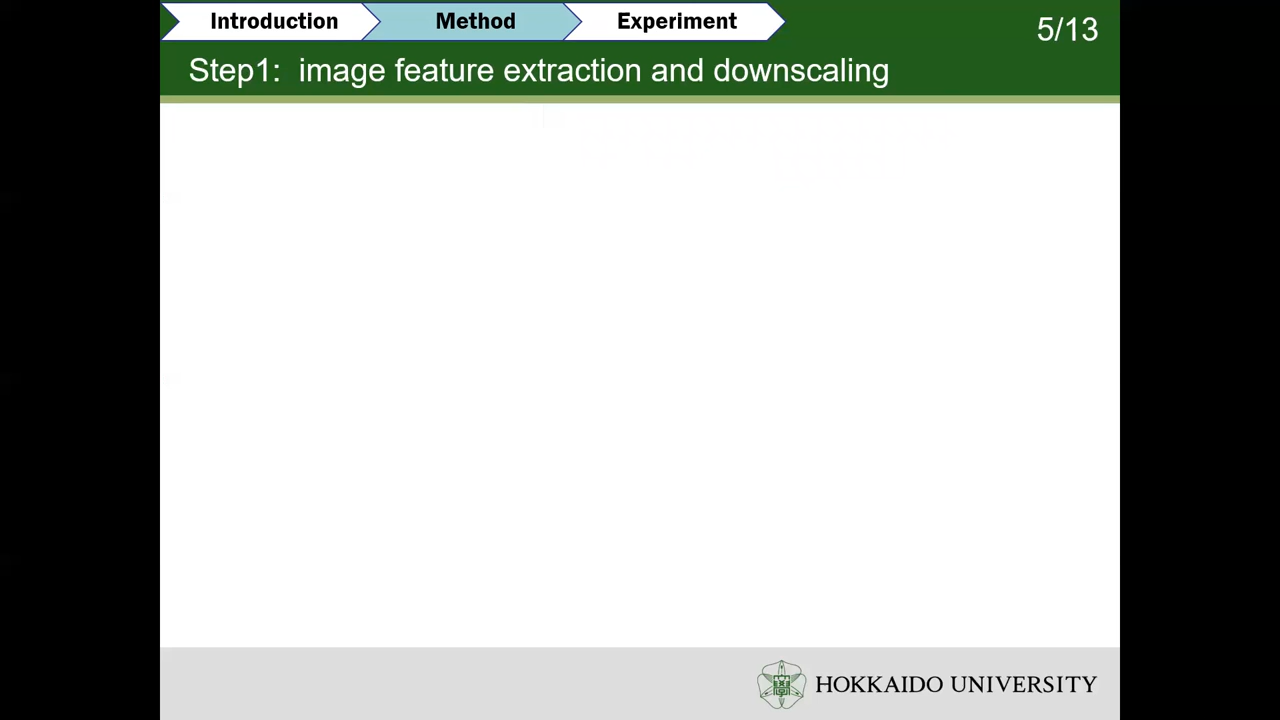 Introduction
Method
Experiment
5/13
Step1: image feature extraction and downscaling
HOKKAIDO UNIVERSITY